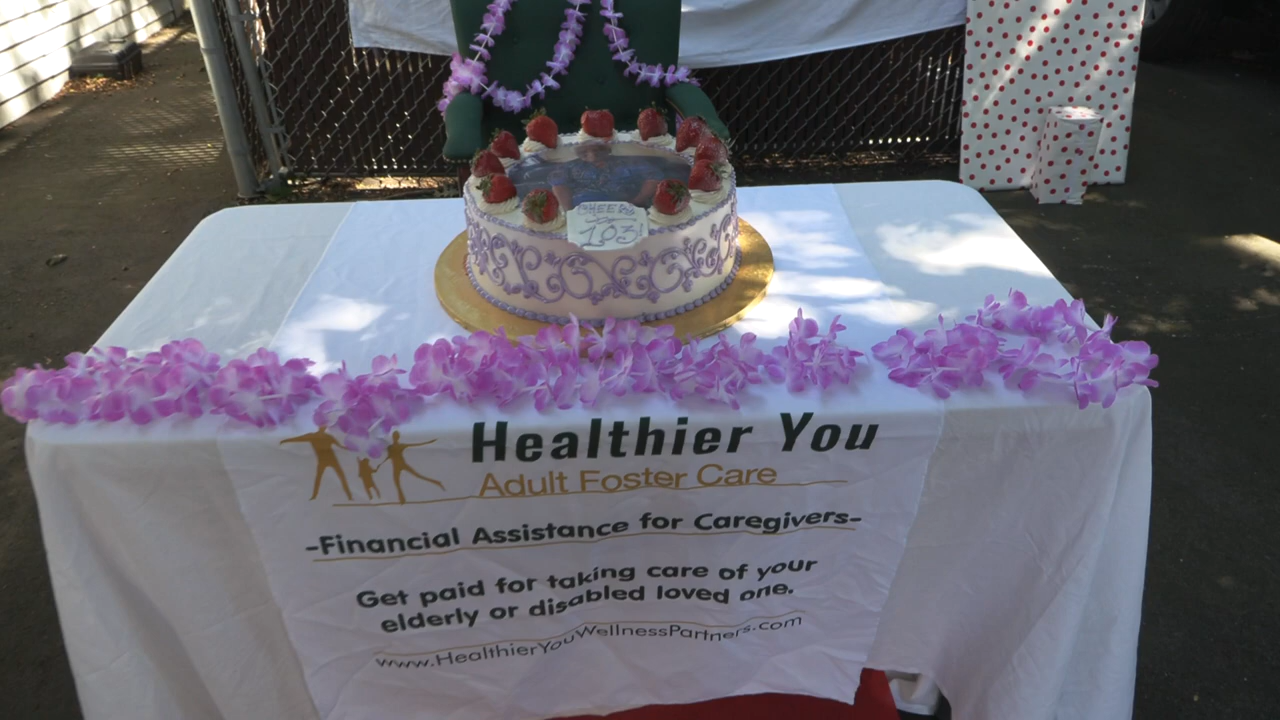 CHEERS
103!
Healthier You
Adult Foster Care
-Financial Assistance for Caregivers-
Get paid for taking care of your
elderly or disabled loved one.
www.HealthierYouWellnessPartners.com